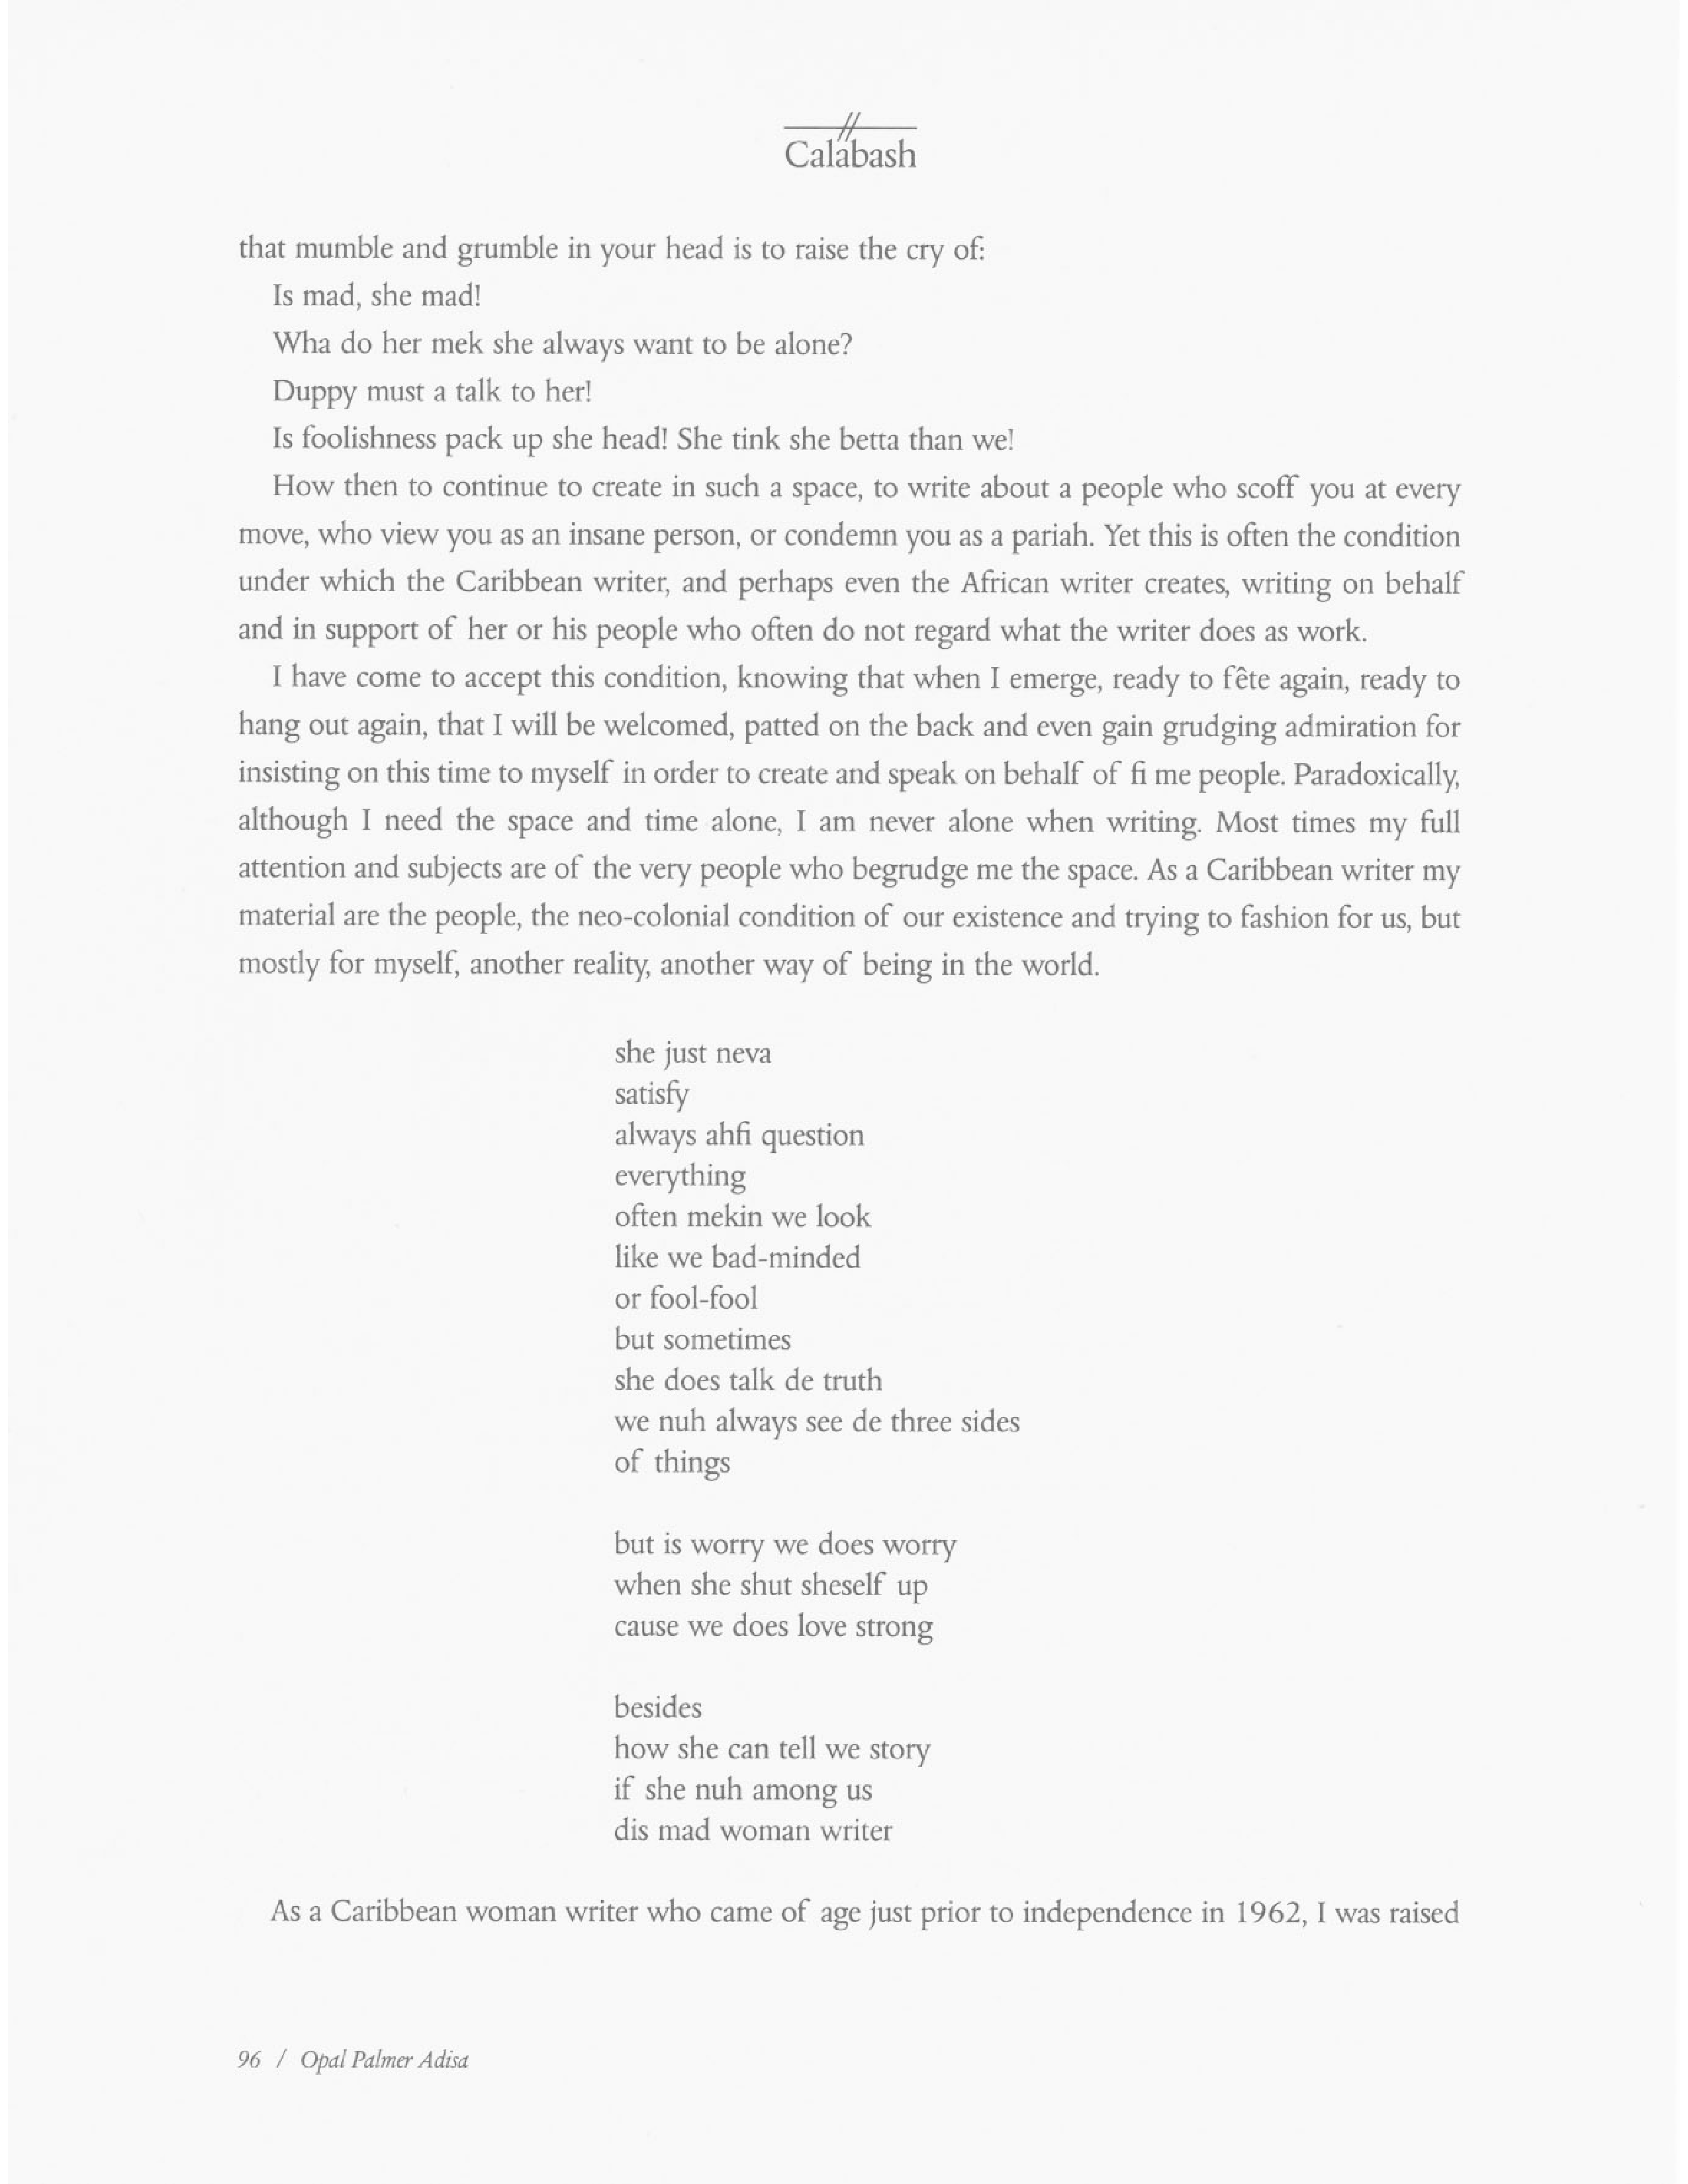 Calabash
that mumble and grumble in your head is to raise the cry of:
Is mad, she mad!
Wha do her mek she always want to be alone?
Duppy must a talk to her!
Is foolishness pack up she head! She tink she betta than we!
How then to continue to create in such a space, to write about a people who scoff you at every
move, who view you as an insane person, or condemn you as a pariah. Yet this is often the condition
under which the Caribbean writer, and perhaps even the African writer creates, writing on behalf
and in support of her or his people who often do not regard what the writer does as work.
I have come to accept this condition, knowing that when I emerge, ready to fête again, ready to
hang out again, that I will be welcomed, patted on the back and even gain grudging admiration for
insisting on this time to myself in order to create and speak on behalf of fi me people. Paradoxically,
although I need the space and time alone, I am never alone when writing. Most times my full
attention and subjects are of the very people who begrudge me the space. As a Caribbean writer my
material are the people, the neo-colonial condition of our existence and trying to fashion for us, but
mostly for myself, another reality, another way of being in the world.
she just neva
satisfy
always ahfi question
everything
often mekin we look
like we bad-minded
or fool-fool
but sometimes
she does talk de truth
we nuh always see de three sides
of things
but is worry we does worry
when she shut sheself up
cause we does love strong
besides
how she can tell we story
if she nuh among us
dis mad woman writer
As a Caribbean woman writer who came of age just prior to independence in 1962, I was raised
96 / Opal Palmer Adisa